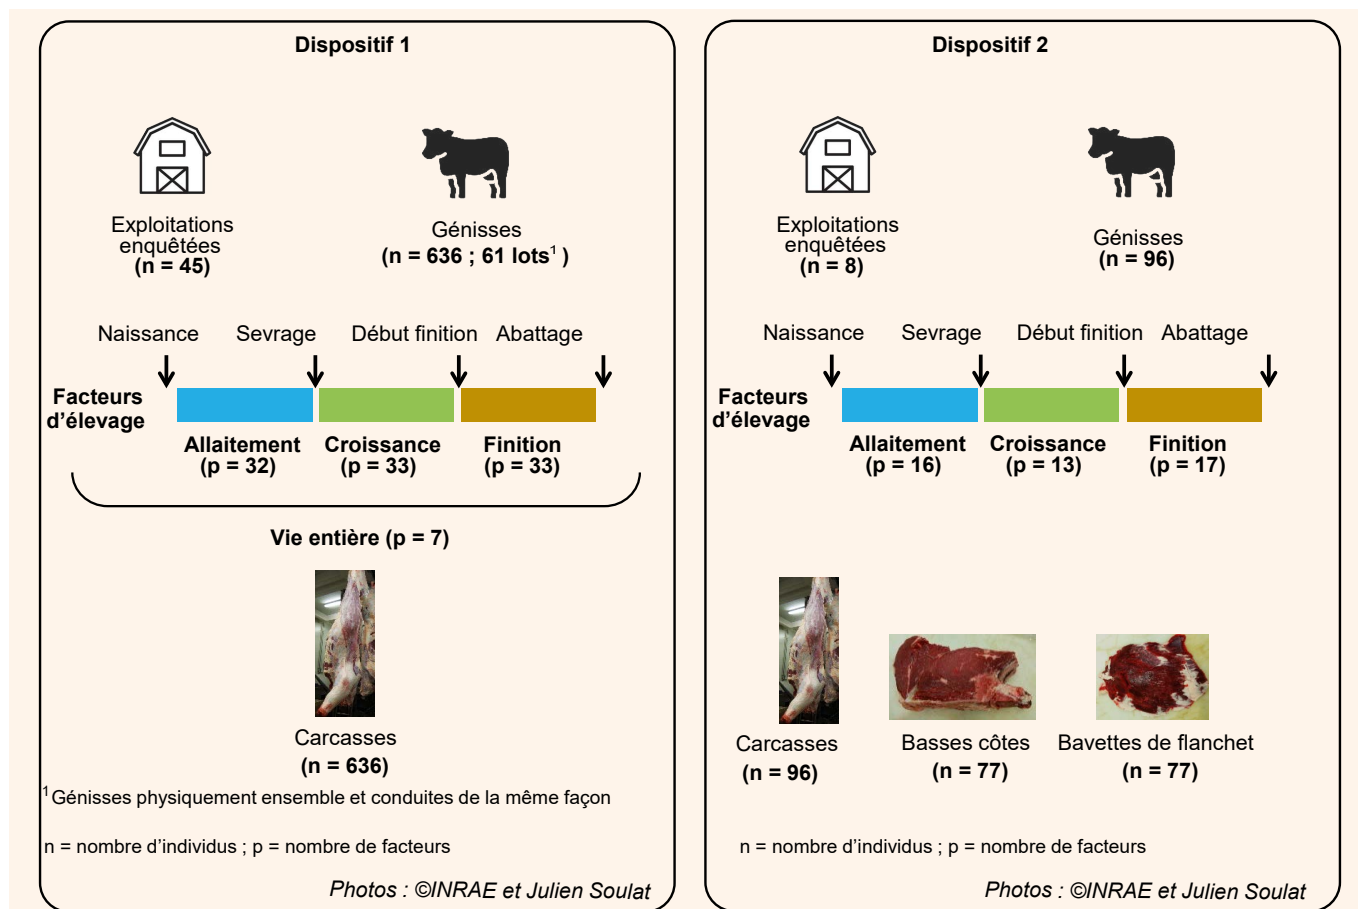 Dispositif 1
Exploitations
enquêtées
(n = 45)
Génisses
(n = 636 ; 61 lots¹ )
Naissance
Sevrage
Début finition
Abattage
Facteurs
d’élevage
Allaitement
(p = 32)
Croissance
(p = 33)
Finition
(p = 33)
Vie entière (p = 7)
Carcasses
(n = 636)
¹Génisses physiquement ensemble et conduites de la même façon
n = nombre d’individus ; p = nombre de facteurs
Photos : ©INRAE et Julien Soulat
Dispositif 2
Exploitations
enquêtées
(n = 8)
Génisses
(n = 96)
Naissance
Sevrage
Début finition
Abattage
Facteurs
d’élevage
Allaitement
(p = 16)
Croissance
(p = 13)
Finition
(p = 17)
Carcasses
(n = 96)
Basses côtes
(n = 77)
Bavettes de flanchet
(n = 77)
n = nombre d’individus ; p = nombre de facteurs
Photos : ©INRAE et Julien Soulat